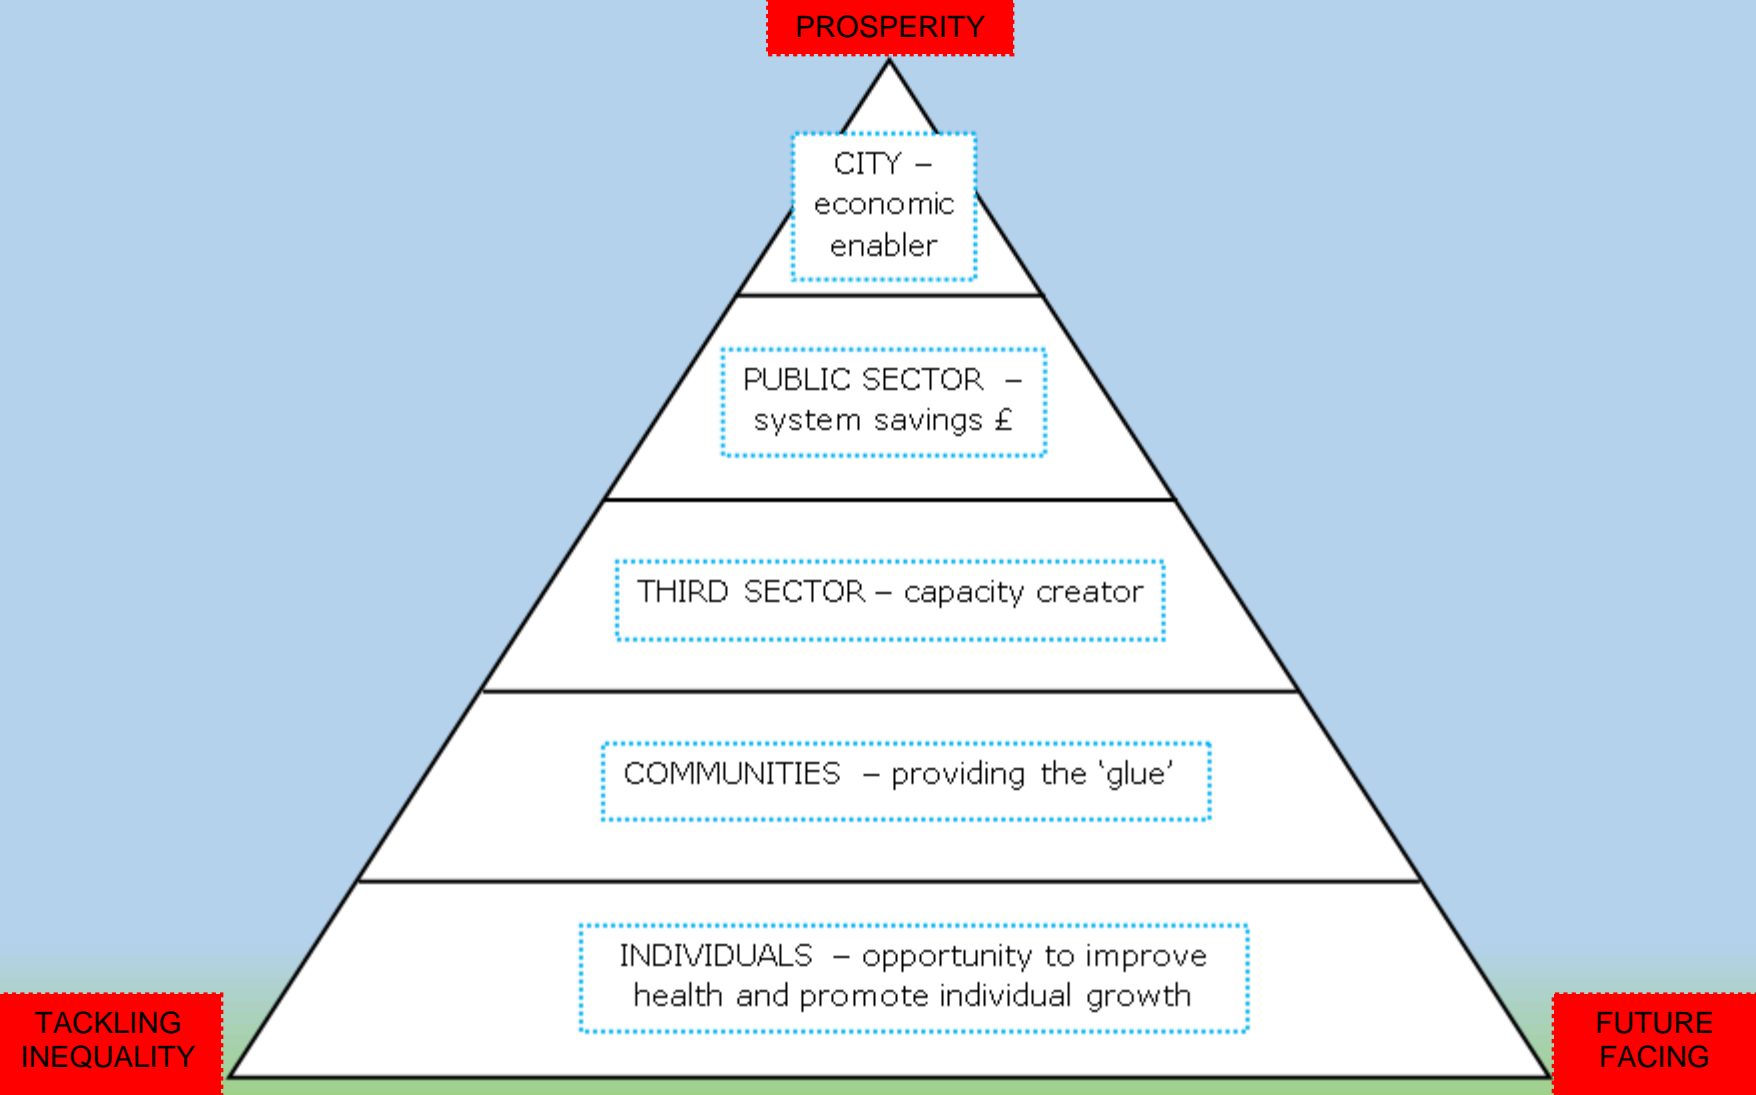 PROSPERITY
CITY –
economic
enabler
PUBLIC SECTOR –
system savings £
THIRD SECTOR – capacity creator
COMMUNITIES – providing the ‘glue’
INDIVIDUALS – opportunity to improve
health and promote individual growth
TACKLING
INEQUALITY
FUTURE
FACING